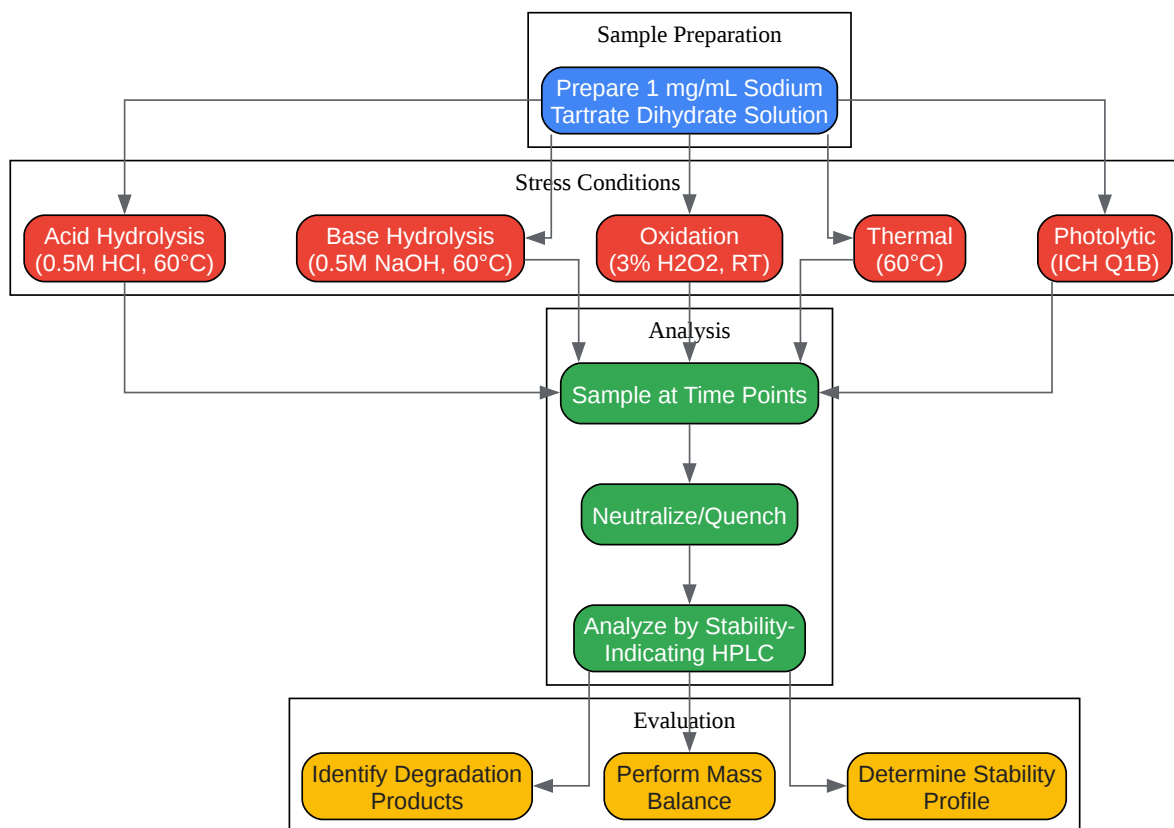 Sample Preparation
Prepare 1 mg/mL Sodium
Tartrate Dihydrate Solution
Stress Conditions
Acid Hydrolysis
(0.5M HCl, 60°C)
Base Hydrolysis
(0.5M NaOH, 60°C)
Oxidation
(3% H2O2, RT)
Thermal
(60°C)
Photolytic
(ICH Q1B)
Analysis
Sample at Time Points
Neutralize/Quench
Analyze by Stability-
Indicating HPLC
Evaluation
Identify Degradation
Products
Perform Mass
Balance
Determine Stability
Profile